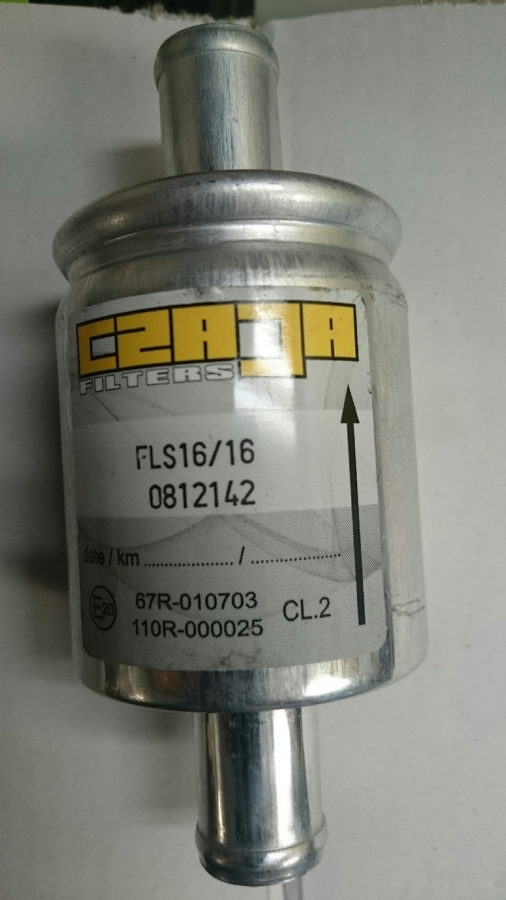 CZAJA
FILTERS
FLS16/16
0812142
date / km ..................... / .....................
E20
67R-010703
110R-000025
CL.2